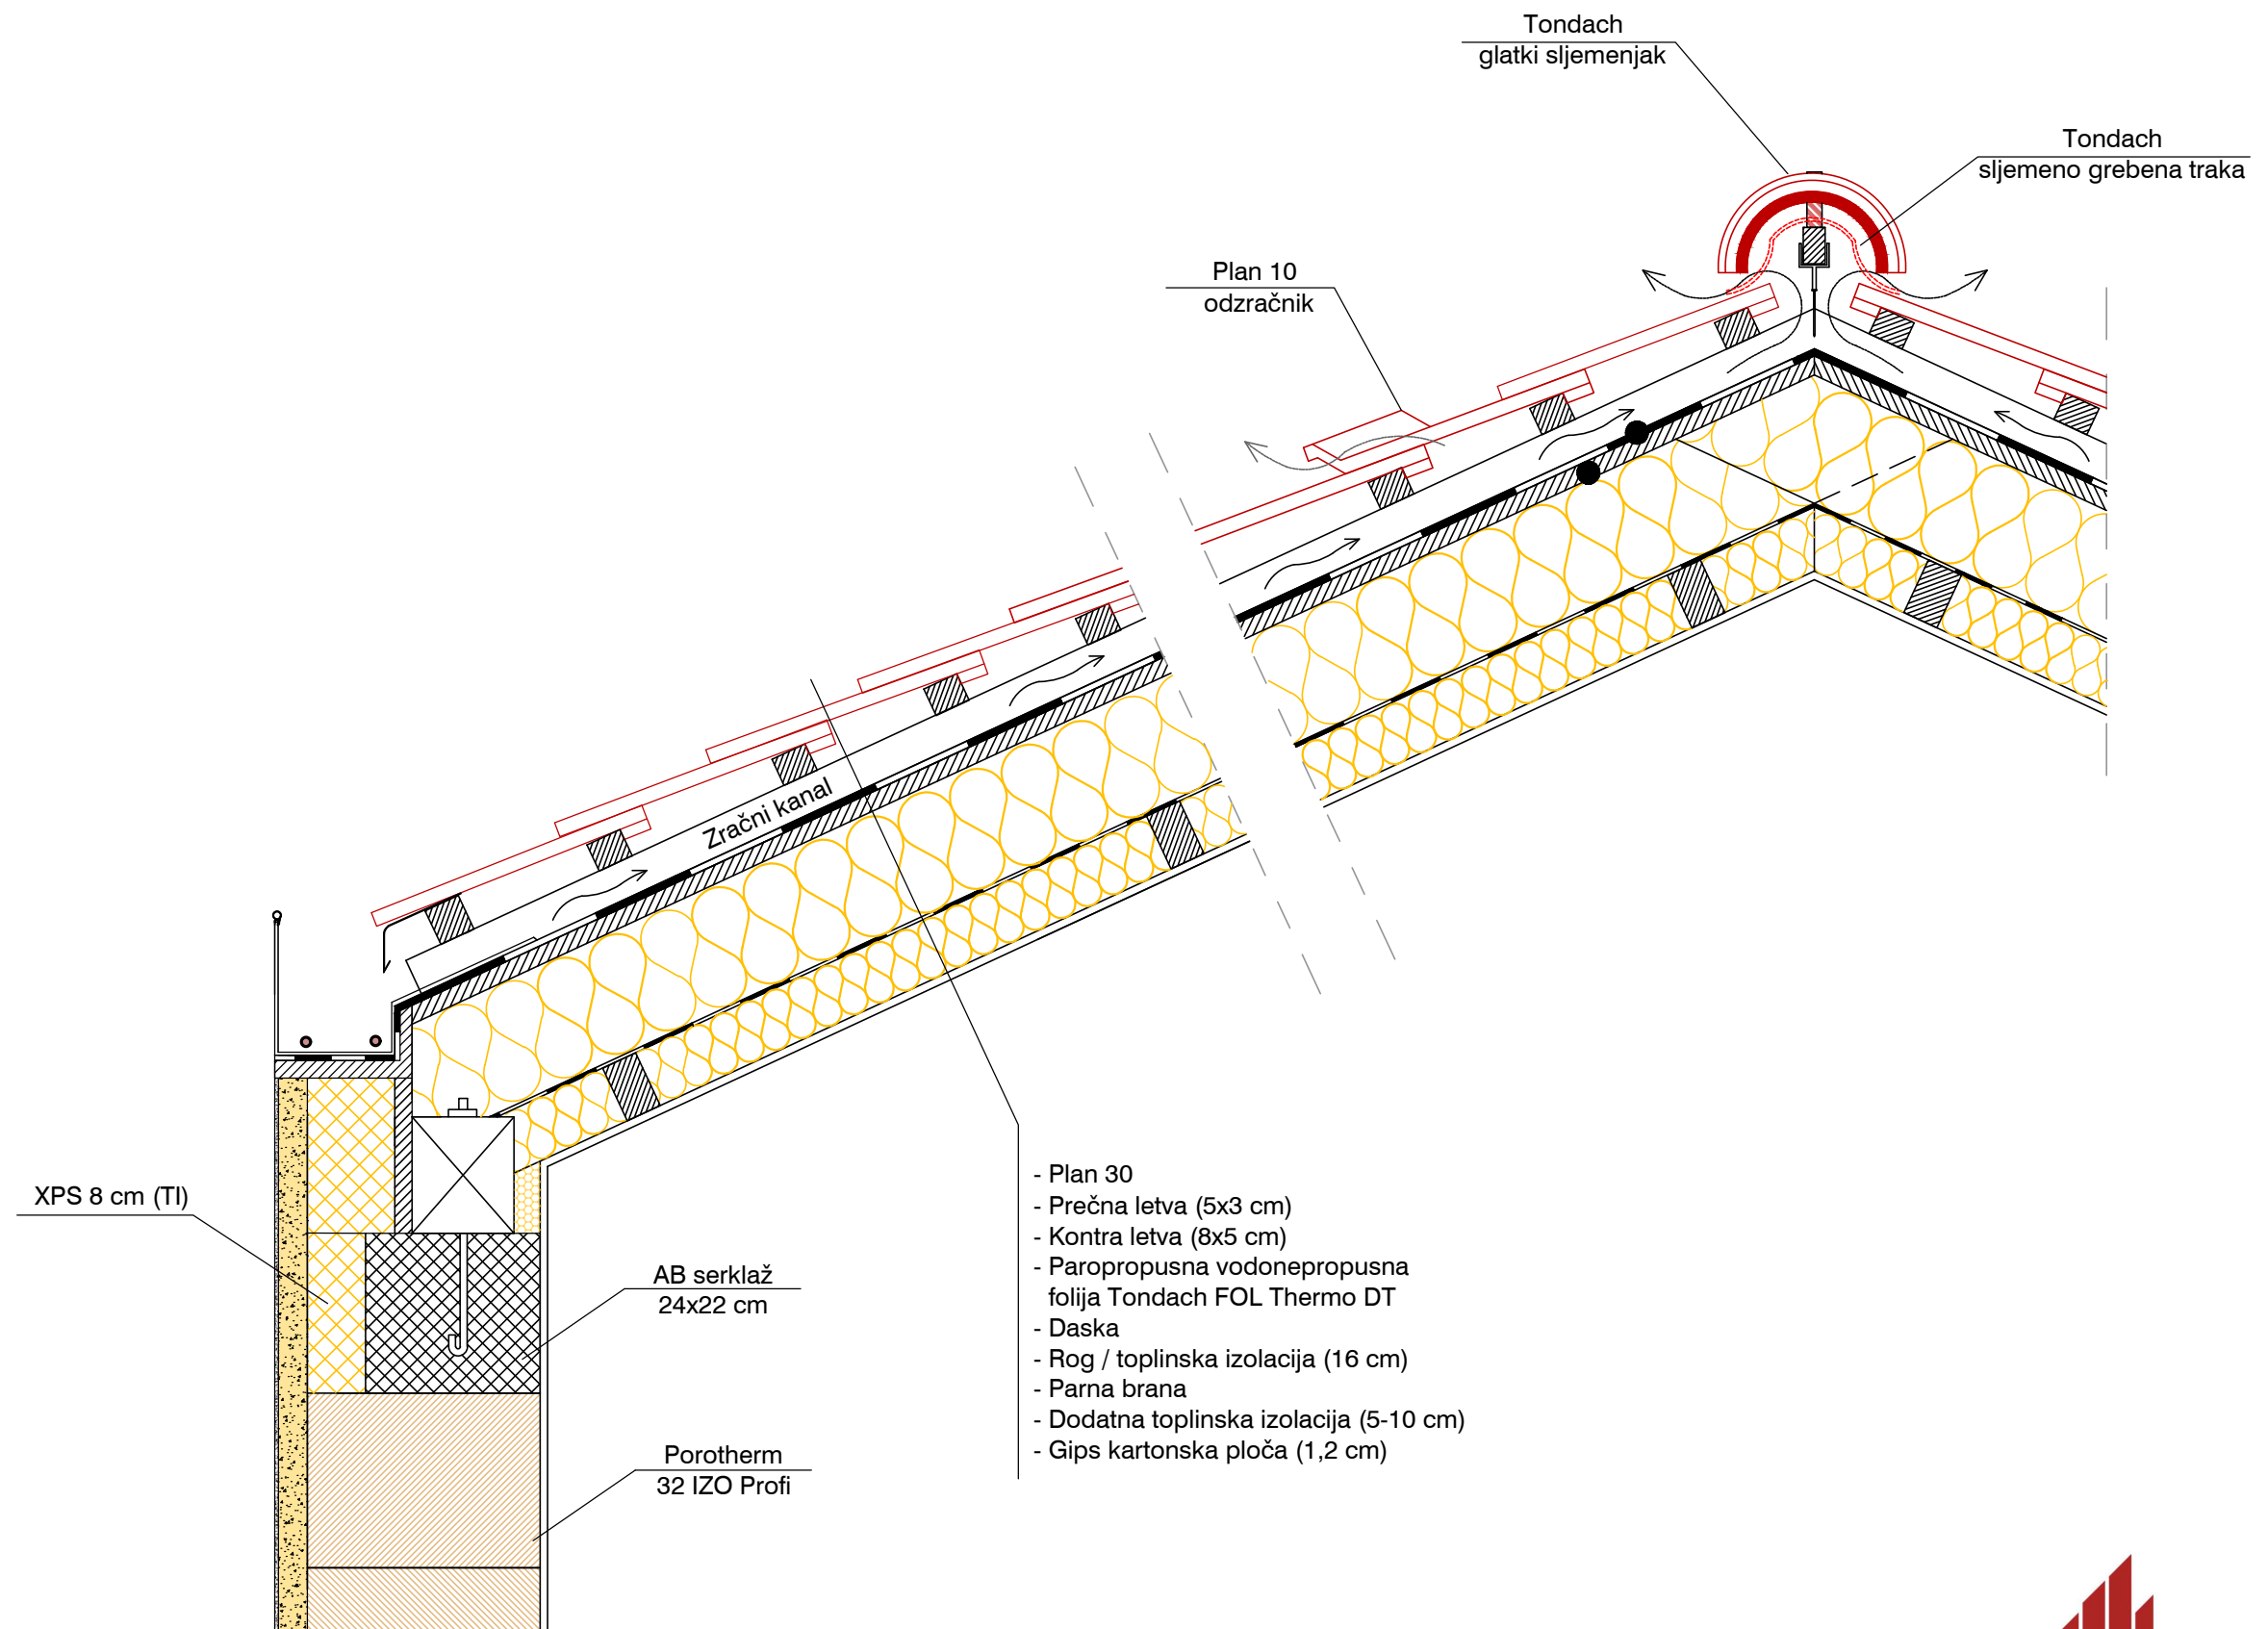 Tondach
glatki sljemenjak
Tondach
sljemeno grebena traka
Plan 10
odzračnik
Zračni kanal
XPS 8 cm (TI)
AB serklaž
24x22 cm
Porotherm
32 IZO Profi
- Plan 30
- Prečna letva (5x3 cm)
- Kontra letva (8x5 cm)
- Paropropusna vodonepropusna
folija Tondach FOL Thermo DT
- Daska
- Rog / toplinska izolacija (16 cm)
- Parna brana
- Dodatna toplinska izolacija (5-10 cm)
- Gips kartonska ploča (1,2 cm)